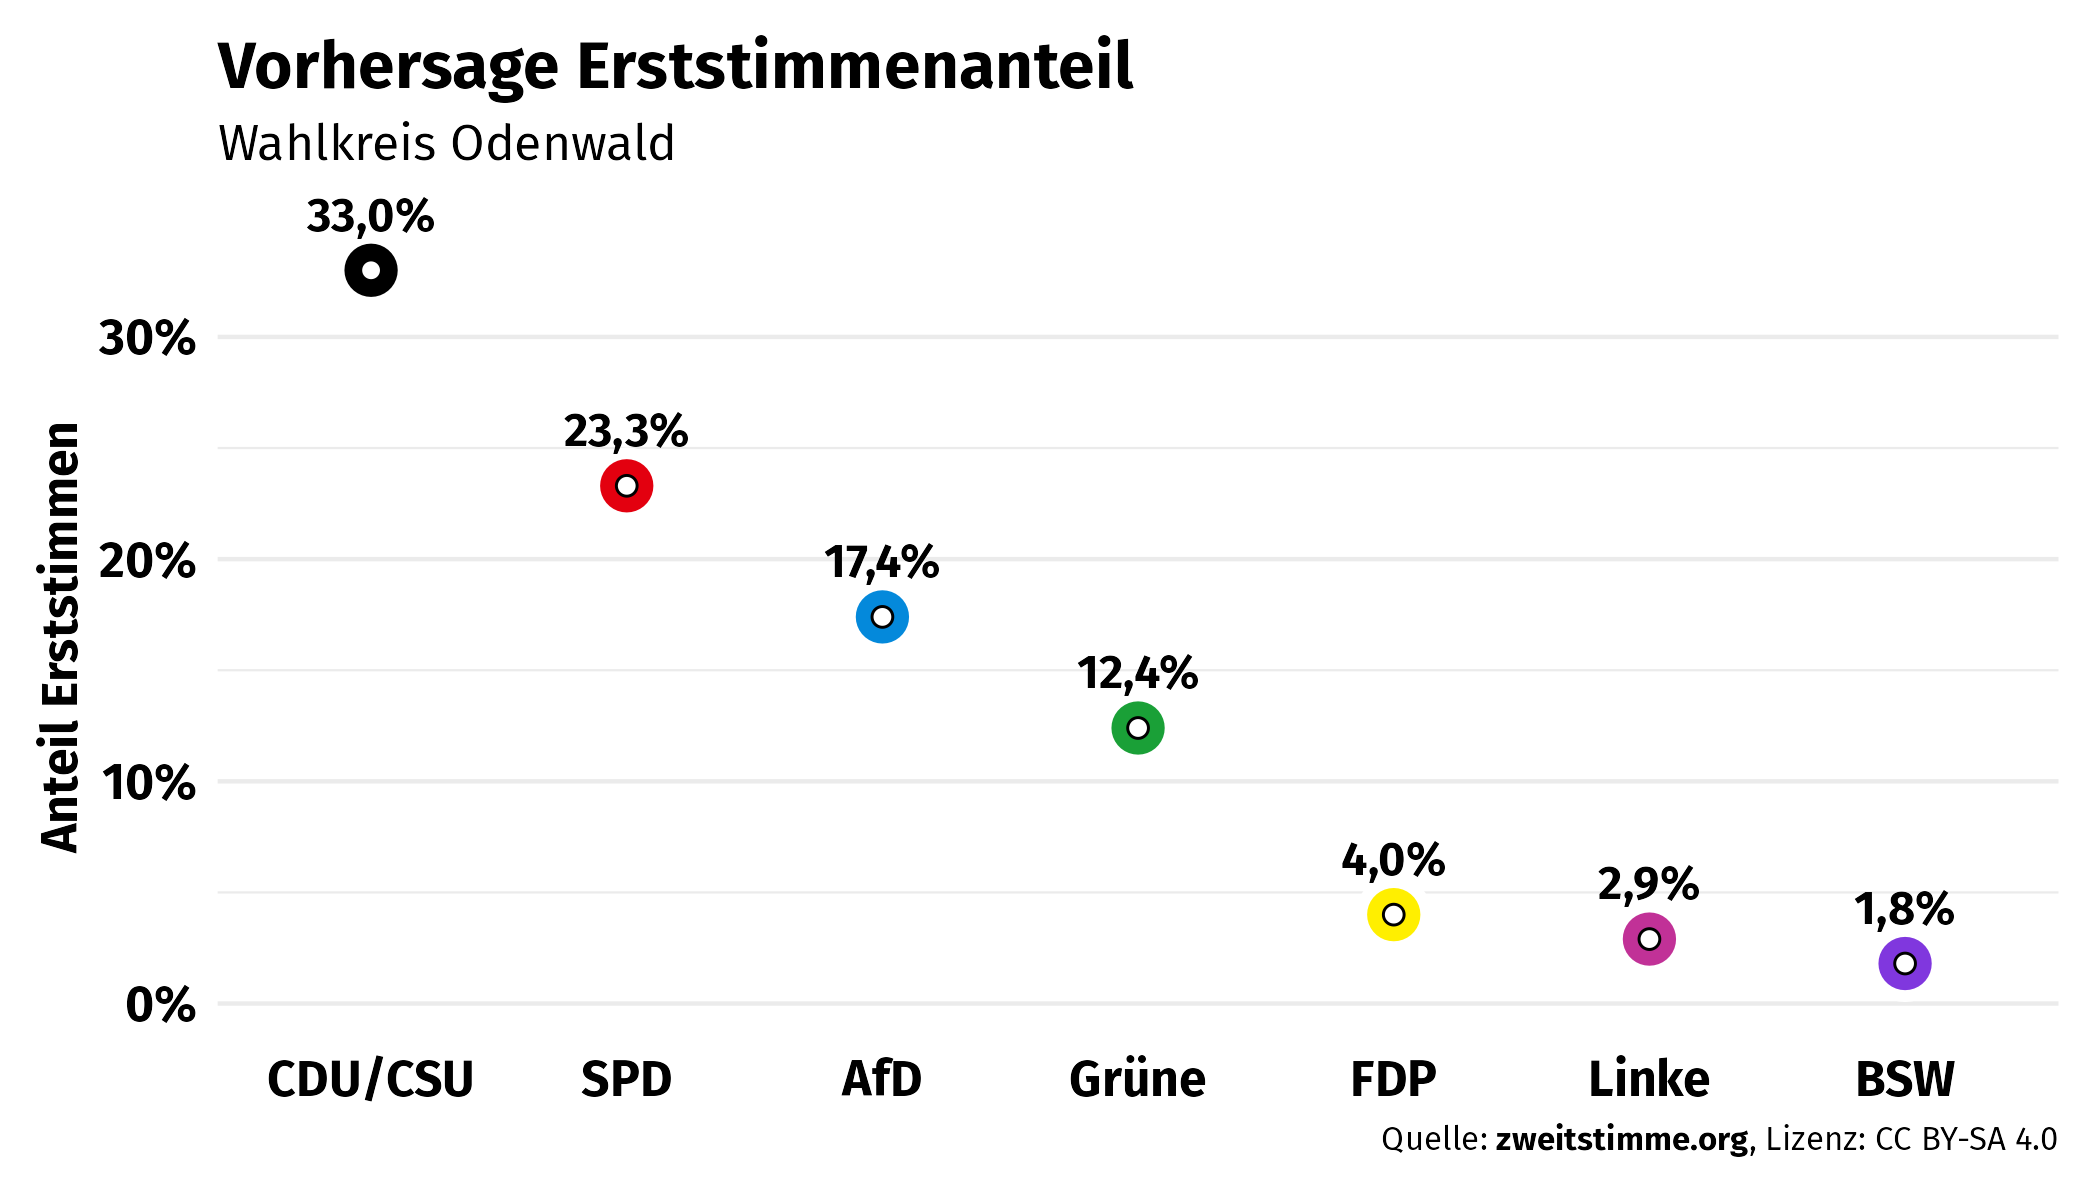 Vorhersage Erststimmenanteil
Wahlkreis Odenwald
33,0%
30%
23,3%
20%
17,4%
12,4%
10%
4,0%
2,9%
1,8%
0%
Anteil Erststimmen
CDU/CSU SPD AfD Grüne FDP Linke BSW
Quelle: zweitstimme.org, Lizenz: CC BY-SA 4.0